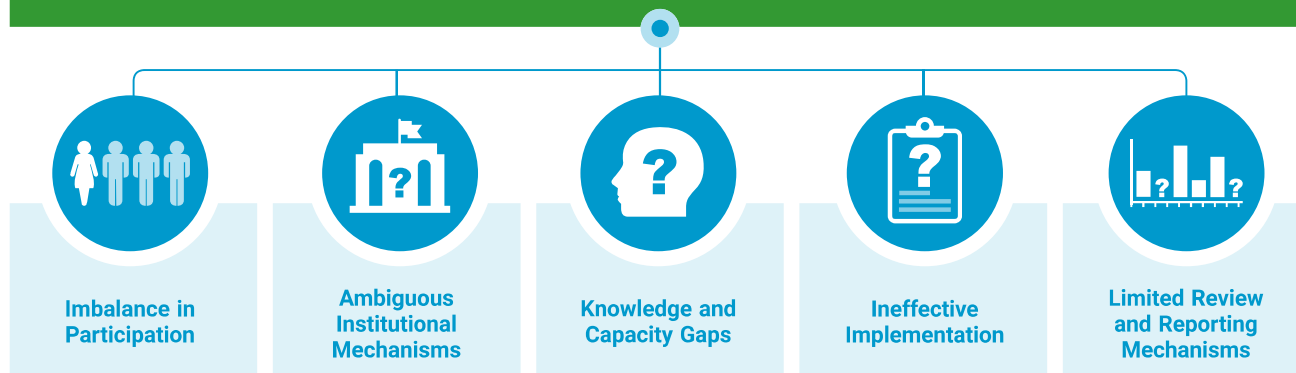 ?
?
?
? ?
Imbalance in
Participation
Ambiguous
Institutional
Mechanisms
Knowledge and
Capacity Gaps
Ineffective
Implementation
Limited Review
and Reporting
Mechanisms